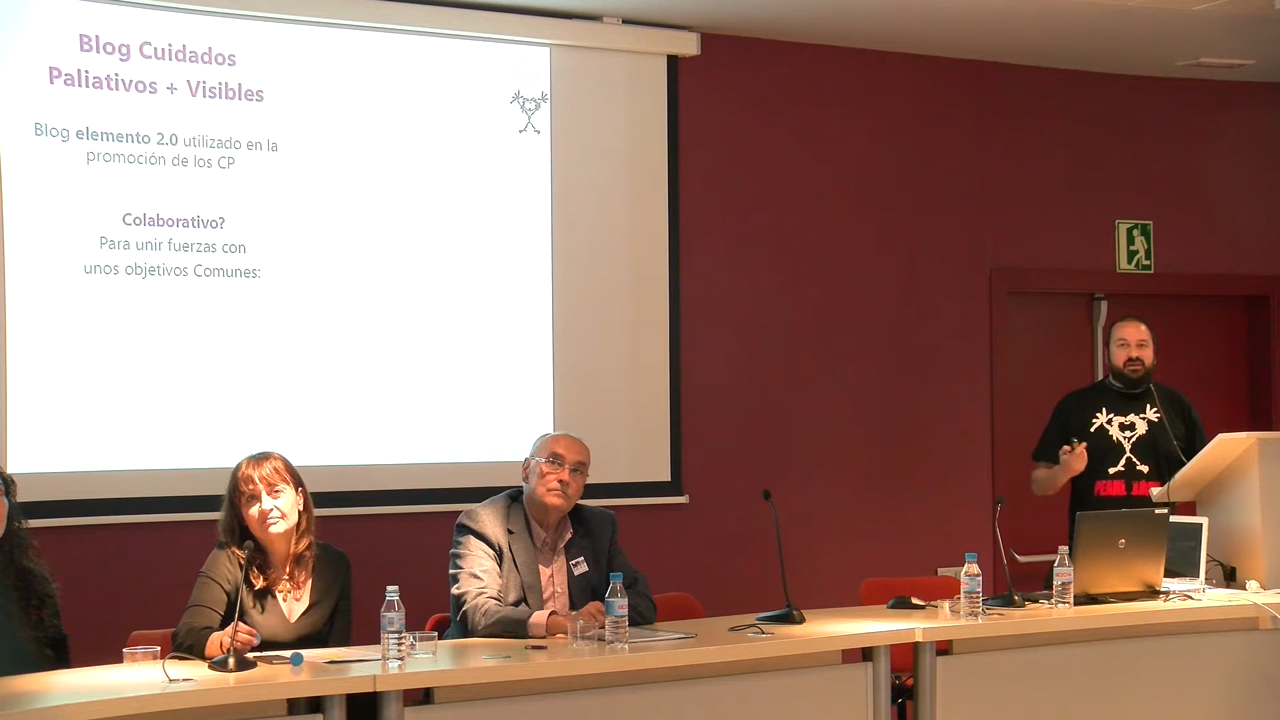 Blog Cuidados
Paliativos + Visibles
Blog elemento 2.0 utilizado en la
promoción de los CP
Colaborativo?
Para unir fuerzas con
unos objetivos Comunes:
PEARL
hp